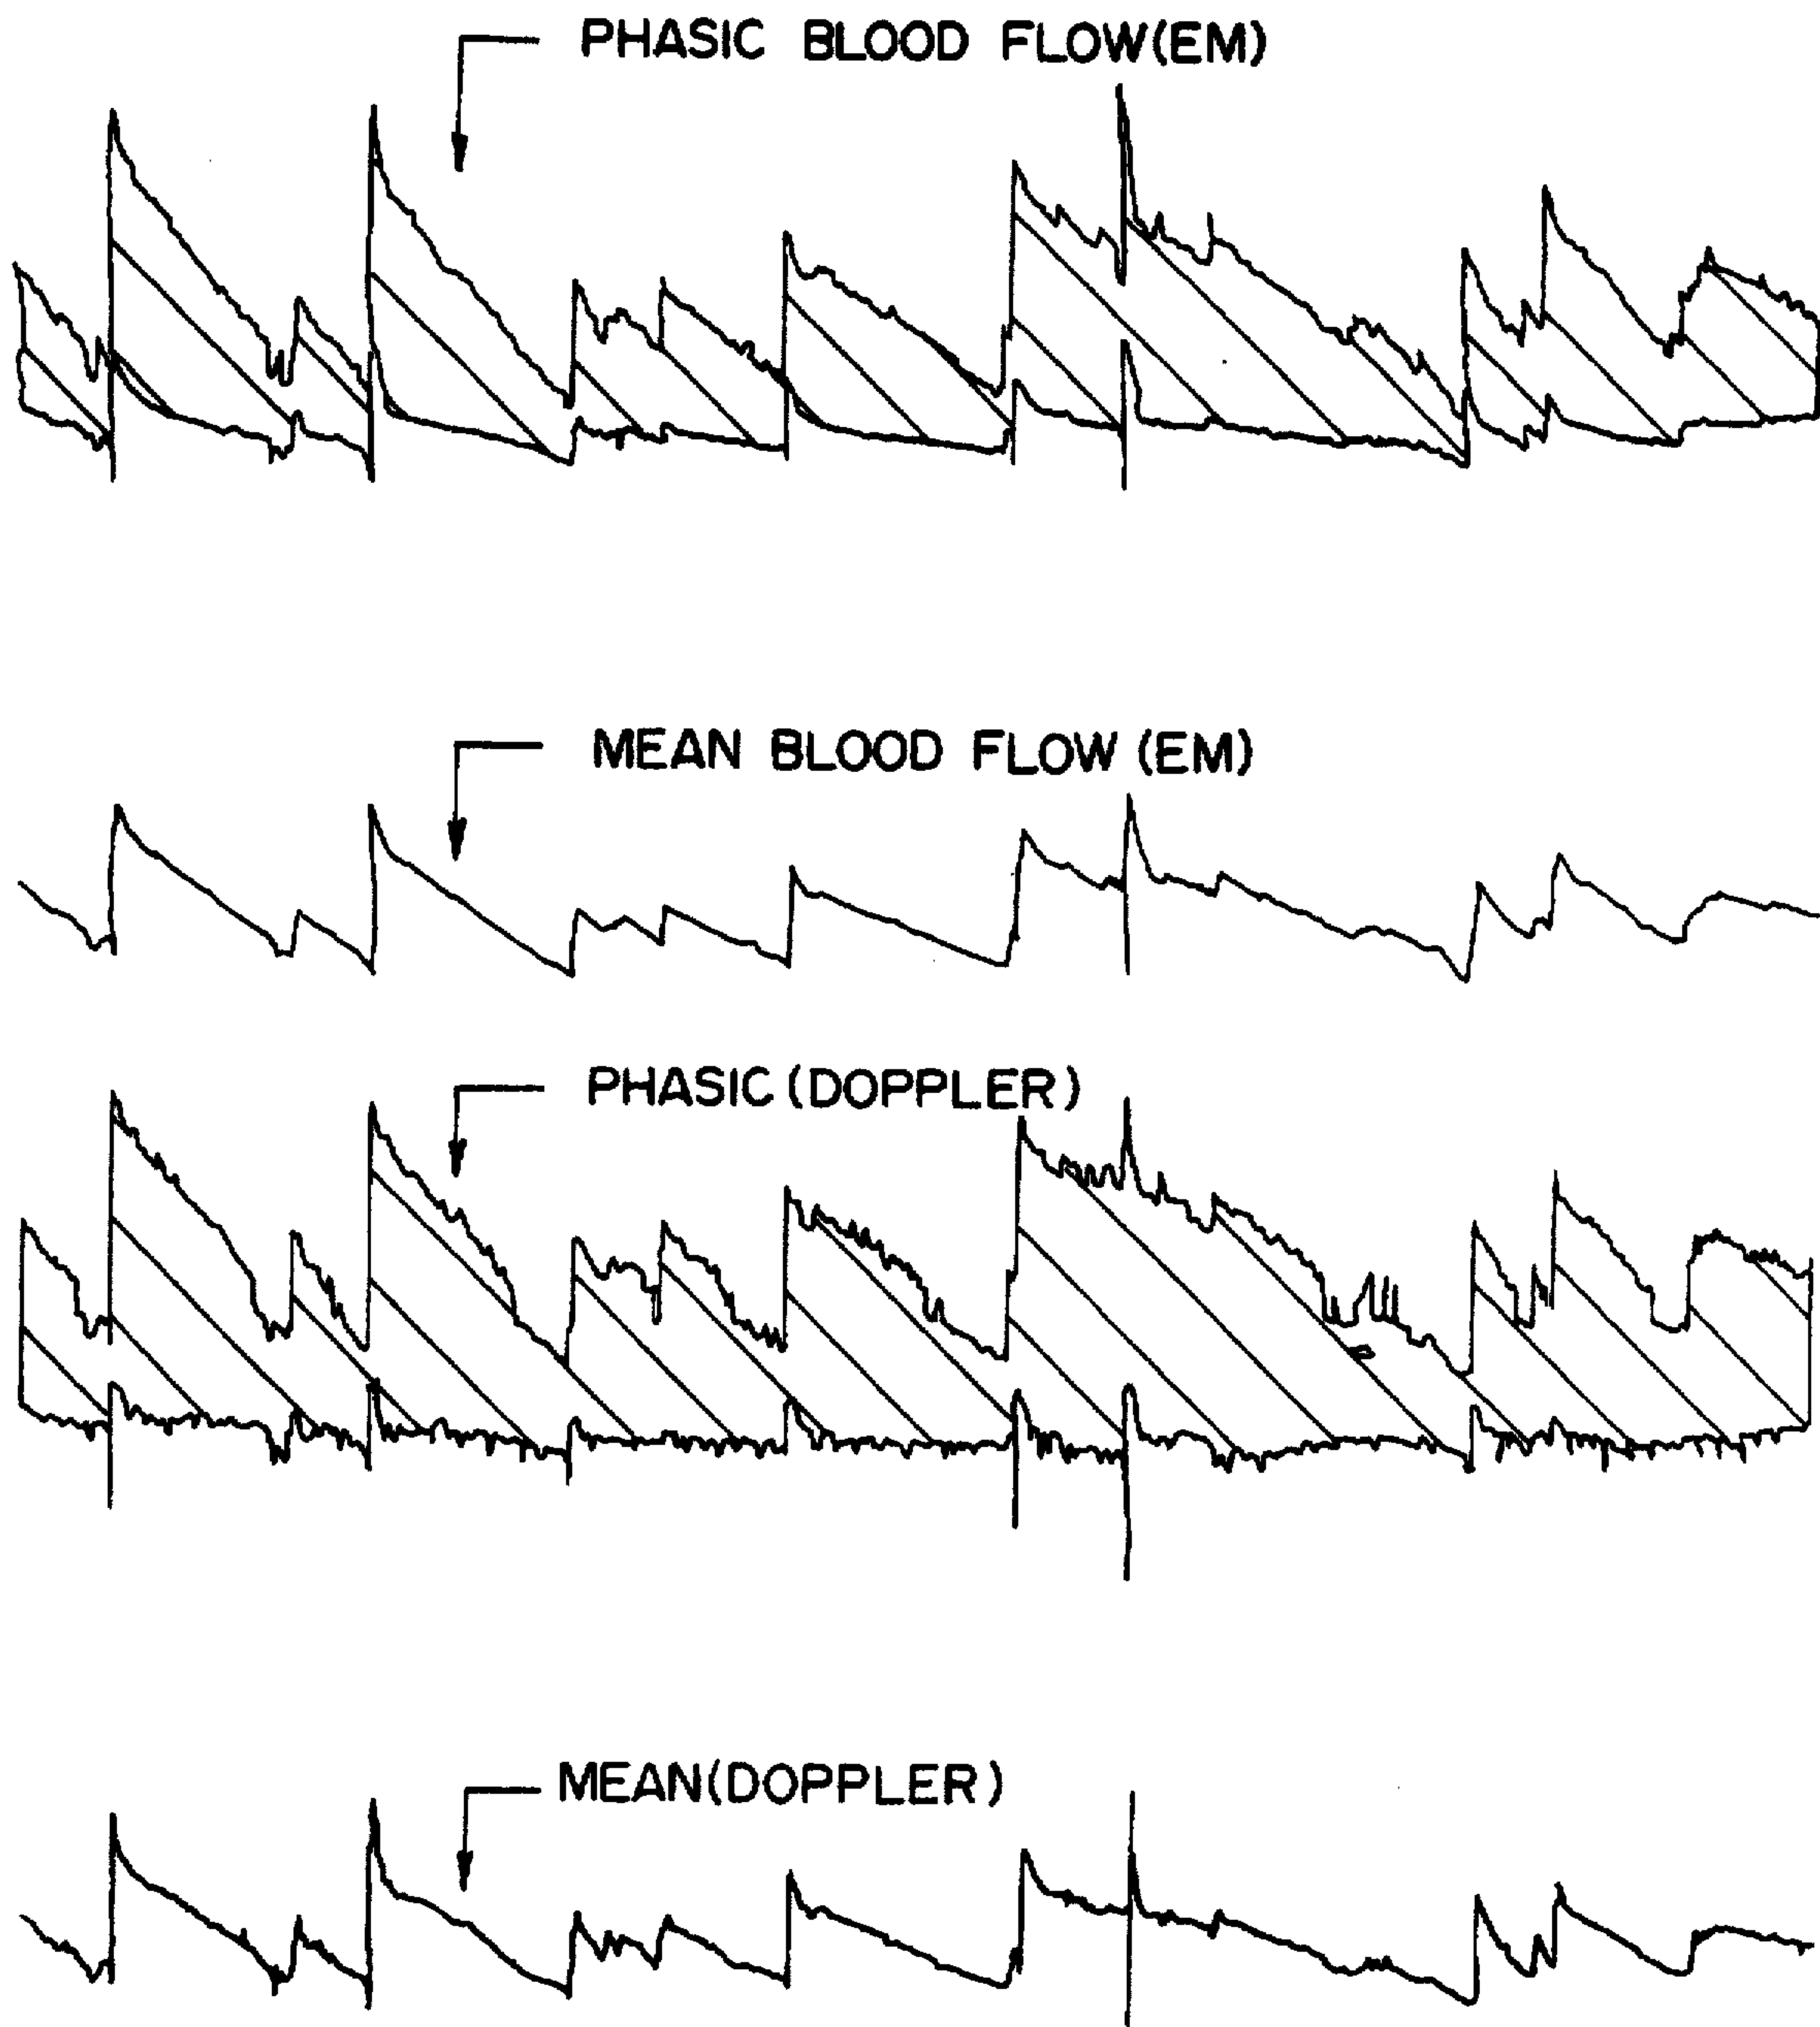 PHASIC BLOOD FLOW(EM)
MEAN BLOOD FLOW (EM)
PHASIC (DOPPLER)
MEAN(DOPPLER)